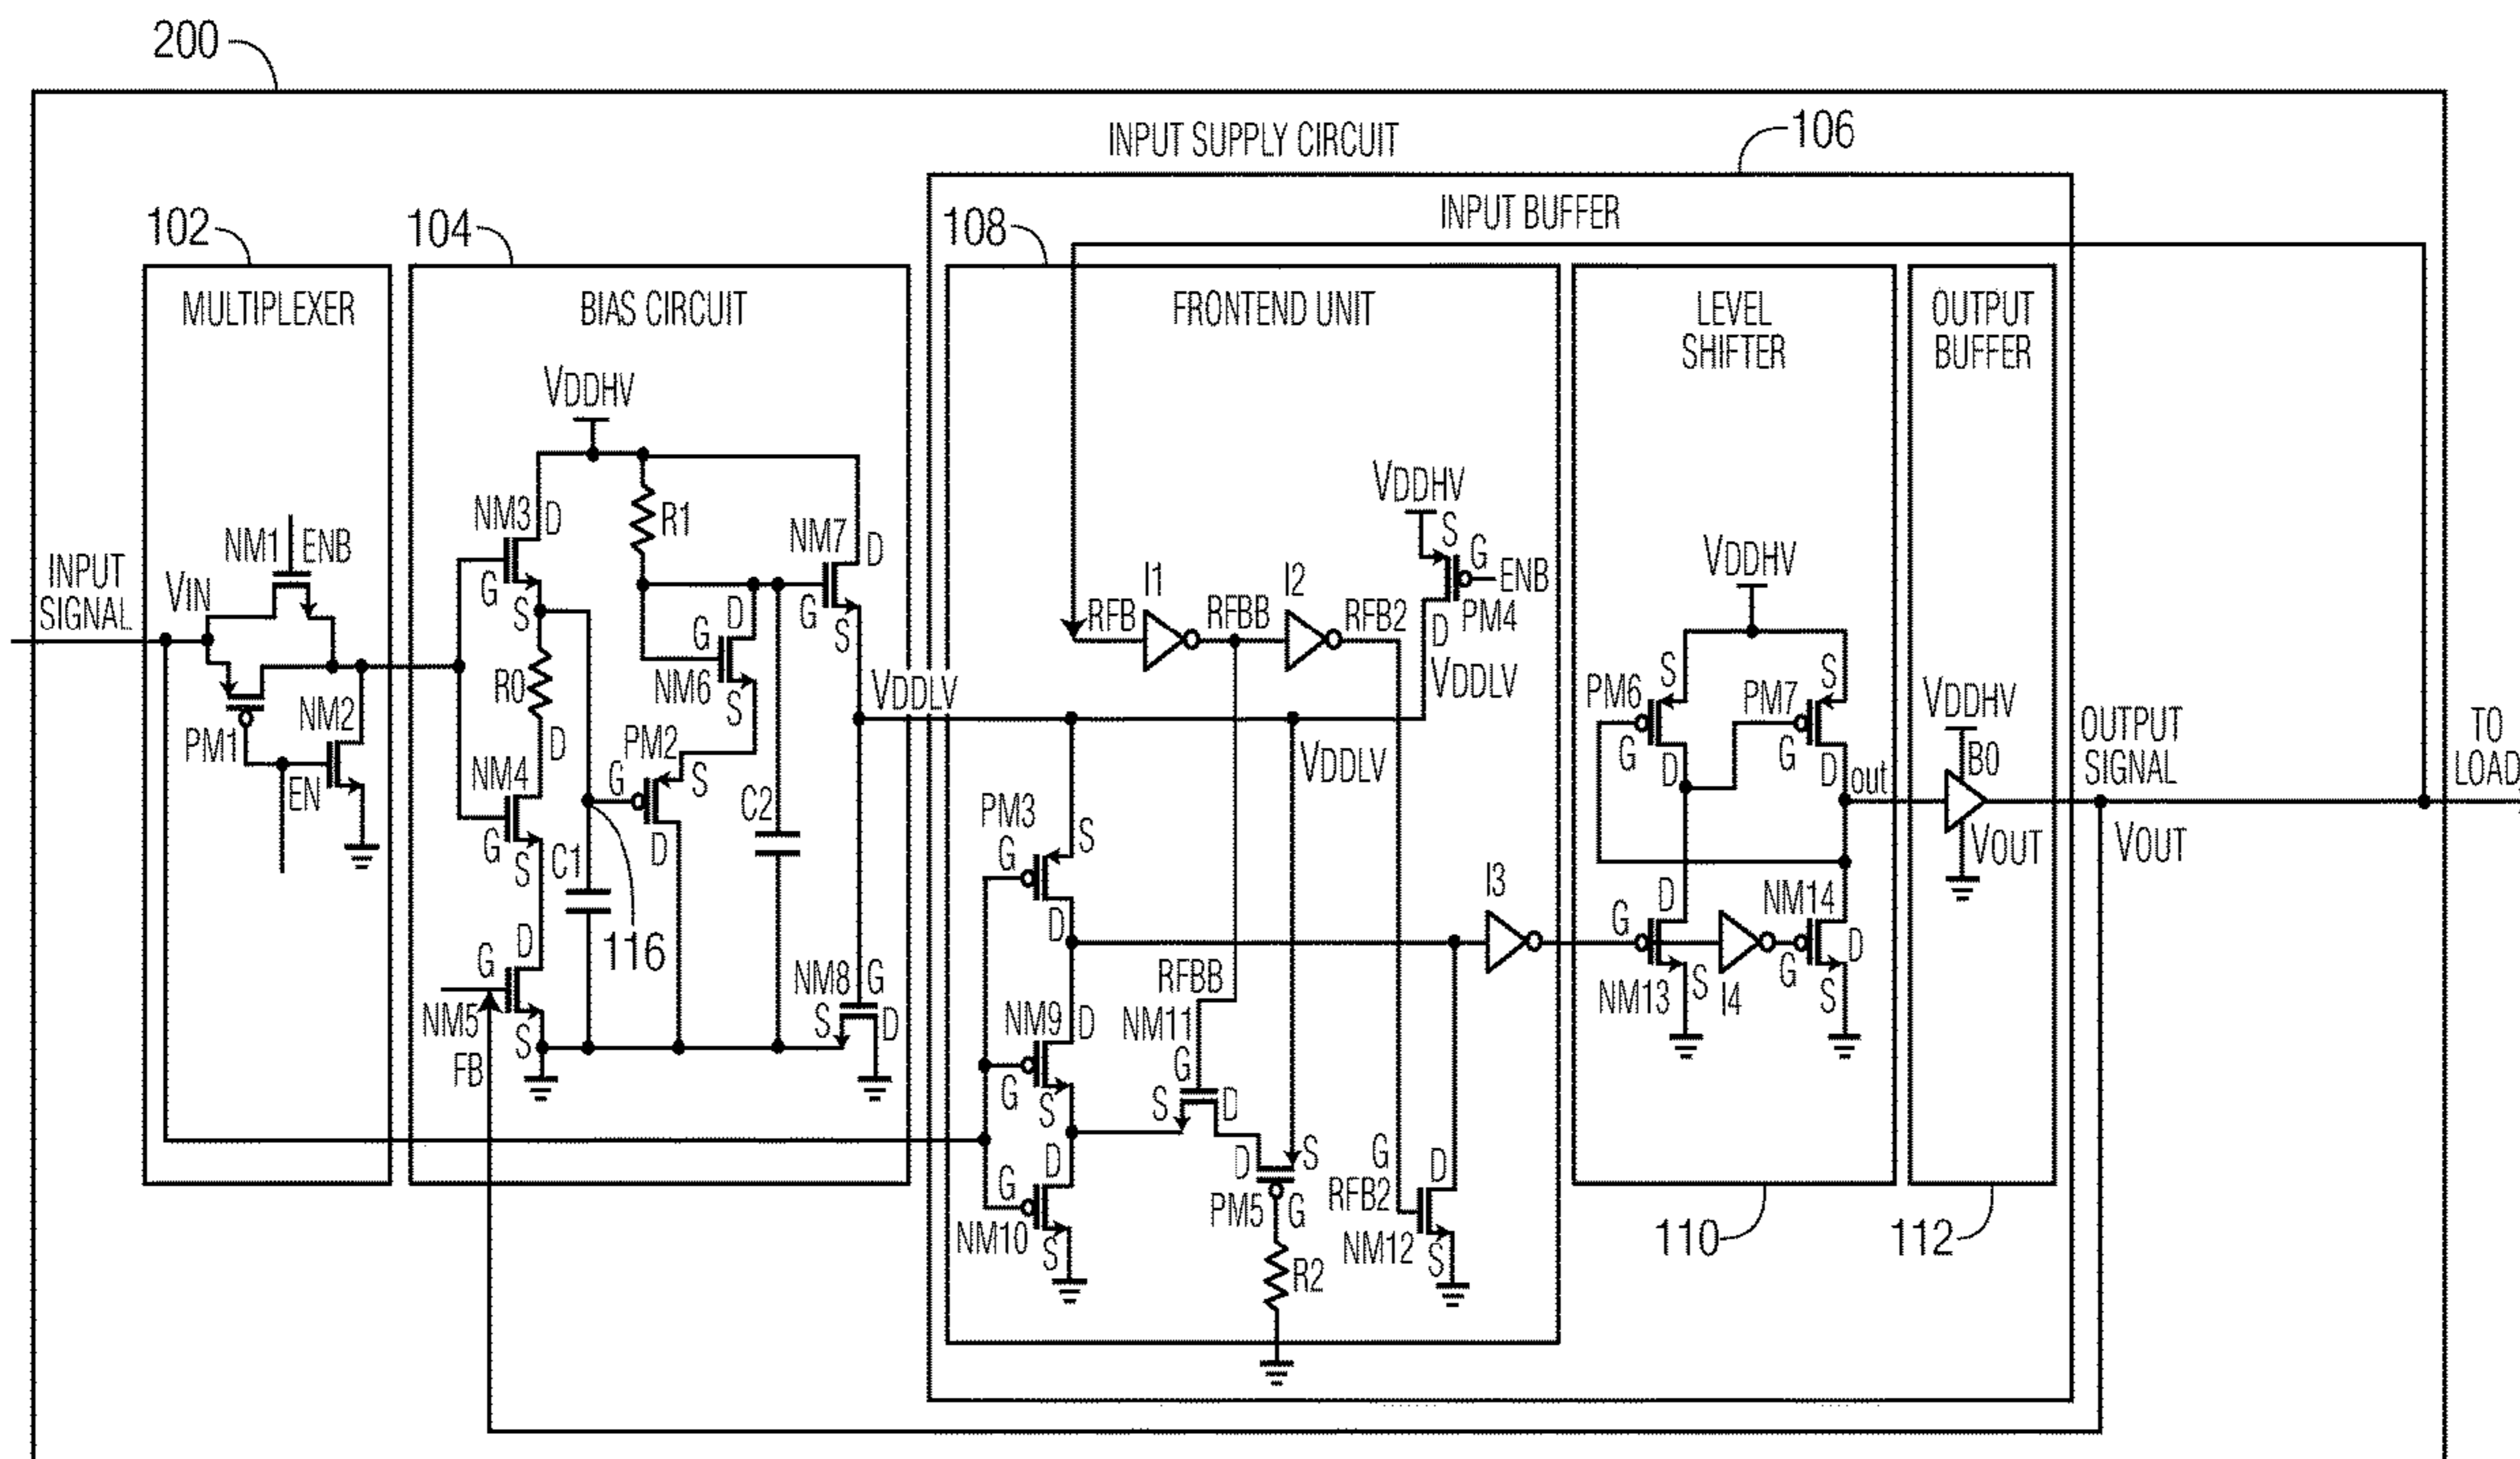 200
INPUT SUPPLY CIRCUIT
106
INPUT BUFFER
102
104
108
MULTIPLEXER
BIAS CIRCUIT
FRONTEND UNIT
LEVEL
SHIFTER
OUTPUT
BUFFER
INPUT
SIGNAL
VIN
NM1
ENB
PM1
NM2
EN
VDDHV
NM3
D
G
S
R0
D
NM4
G
S
C1
116
G
D
NM5
S
FB
R1
G
D
NM6
S
PM2
G
S
D
C2
NM7
D
G
S
NM8
G
S
D
VDDLV
RFB
I1
RFBB
I2
RFB2
VDDHV
S
G
ENB
D
PM4
VDDLV
VDDLV
PM3
G
S
D
NM9
D
G
S
G
D
NM10
S
RFBB
NM11
G
S
D
D
S
PM5
G
R2
G
RFB2
D
NM12
S
I3
VDDHV
PM6
S
G
D
PM7
S
G
D
out
G
D
NM13
S
I4
NM14
G
D
S
110
VDDHV
B0
VOUT
112
OUTPUT
SIGNAL
VOUT
TO
LOAD